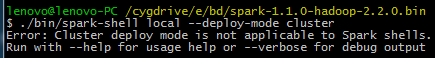 lenovo@lenovo-PC /cygdrive/e/bd/spark-1.1.0-hadoop-2.2.0.bin
$ ./bin/spark-shell local --deploy-mode cluster
Error: Cluster deploy mode is not applicable to Spark shells.
Run with --help for usage help or --verbose for debug output